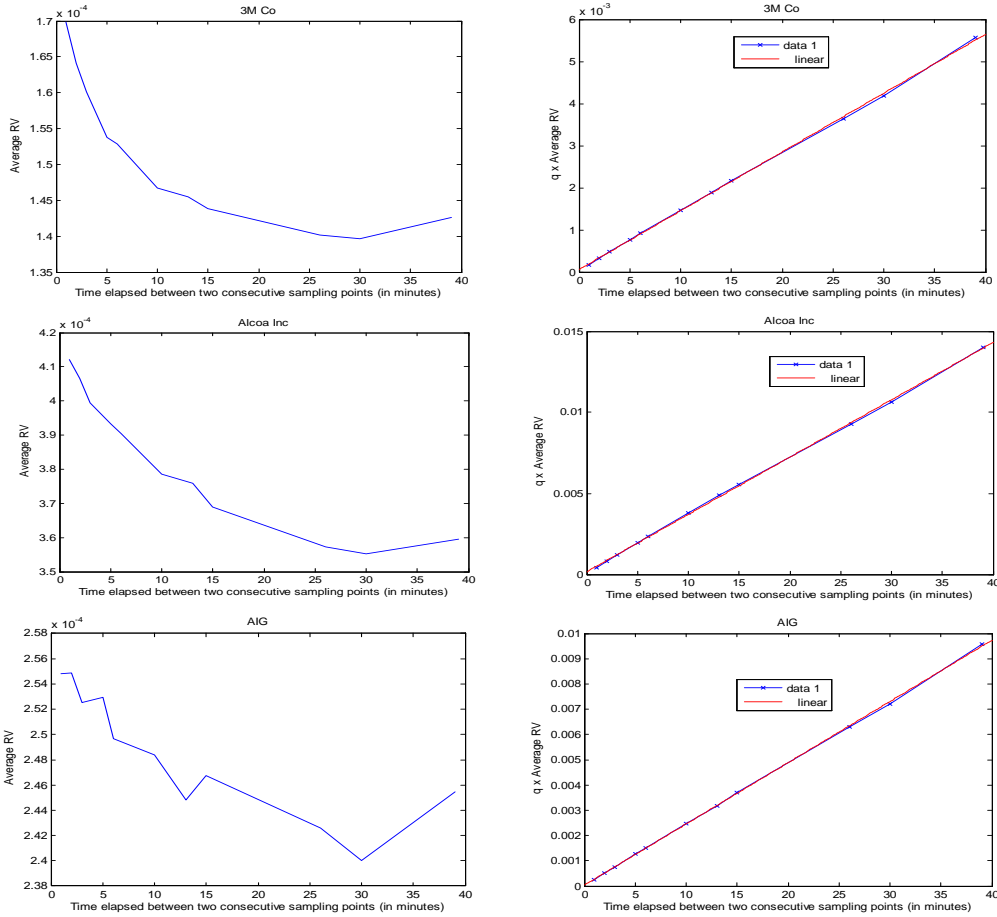 3M Co
x 10^-4
1.7
1.65
1.6
1.55
1.5
1.45
1.4
1.35
Average RV
0 5 10 15 20 25 30 35 40
Time elapsed between two consecutive sampling points (in minutes)
3M Co
x 10^-3
6
5
4
3
2
1
0
q x Average RV
data 1
linear
0 5 10 15 20 25 30 35 40
Time elapsed between two consecutive sampling points (in minutes)
Alcoa Inc
x 10^-4
4.2
4.1
4
3.9
3.8
3.7
3.6
3.5
Average RV
0 5 10 15 20 25 30 35 40
Time elapsed between two consecutive sampling points (in minutes)
Alcoa Inc
0.015
0.01
0.005
0
q x Average RV
data 1
linear
0 5 10 15 20 25 30 35 40
Time elapsed between two consecutive sampling points (in minutes)
AIG
x 10^-4
2.58
2.56
2.54
2.52
2.5
2.48
2.46
2.44
2.42
2.4
2.38
Average RV
0 5 10 15 20 25 30 35 40
Time elapsed between two consecutive sampling points (in minutes)
AIG
0.01
0.009
0.008
0.007
0.006
0.005
0.004
0.003
0.002
0.001
0
q x Average RV
data 1
linear
0 5 10 15 20 25 30 35 40
Time elapsed between two consecutive sampling points (in minutes)